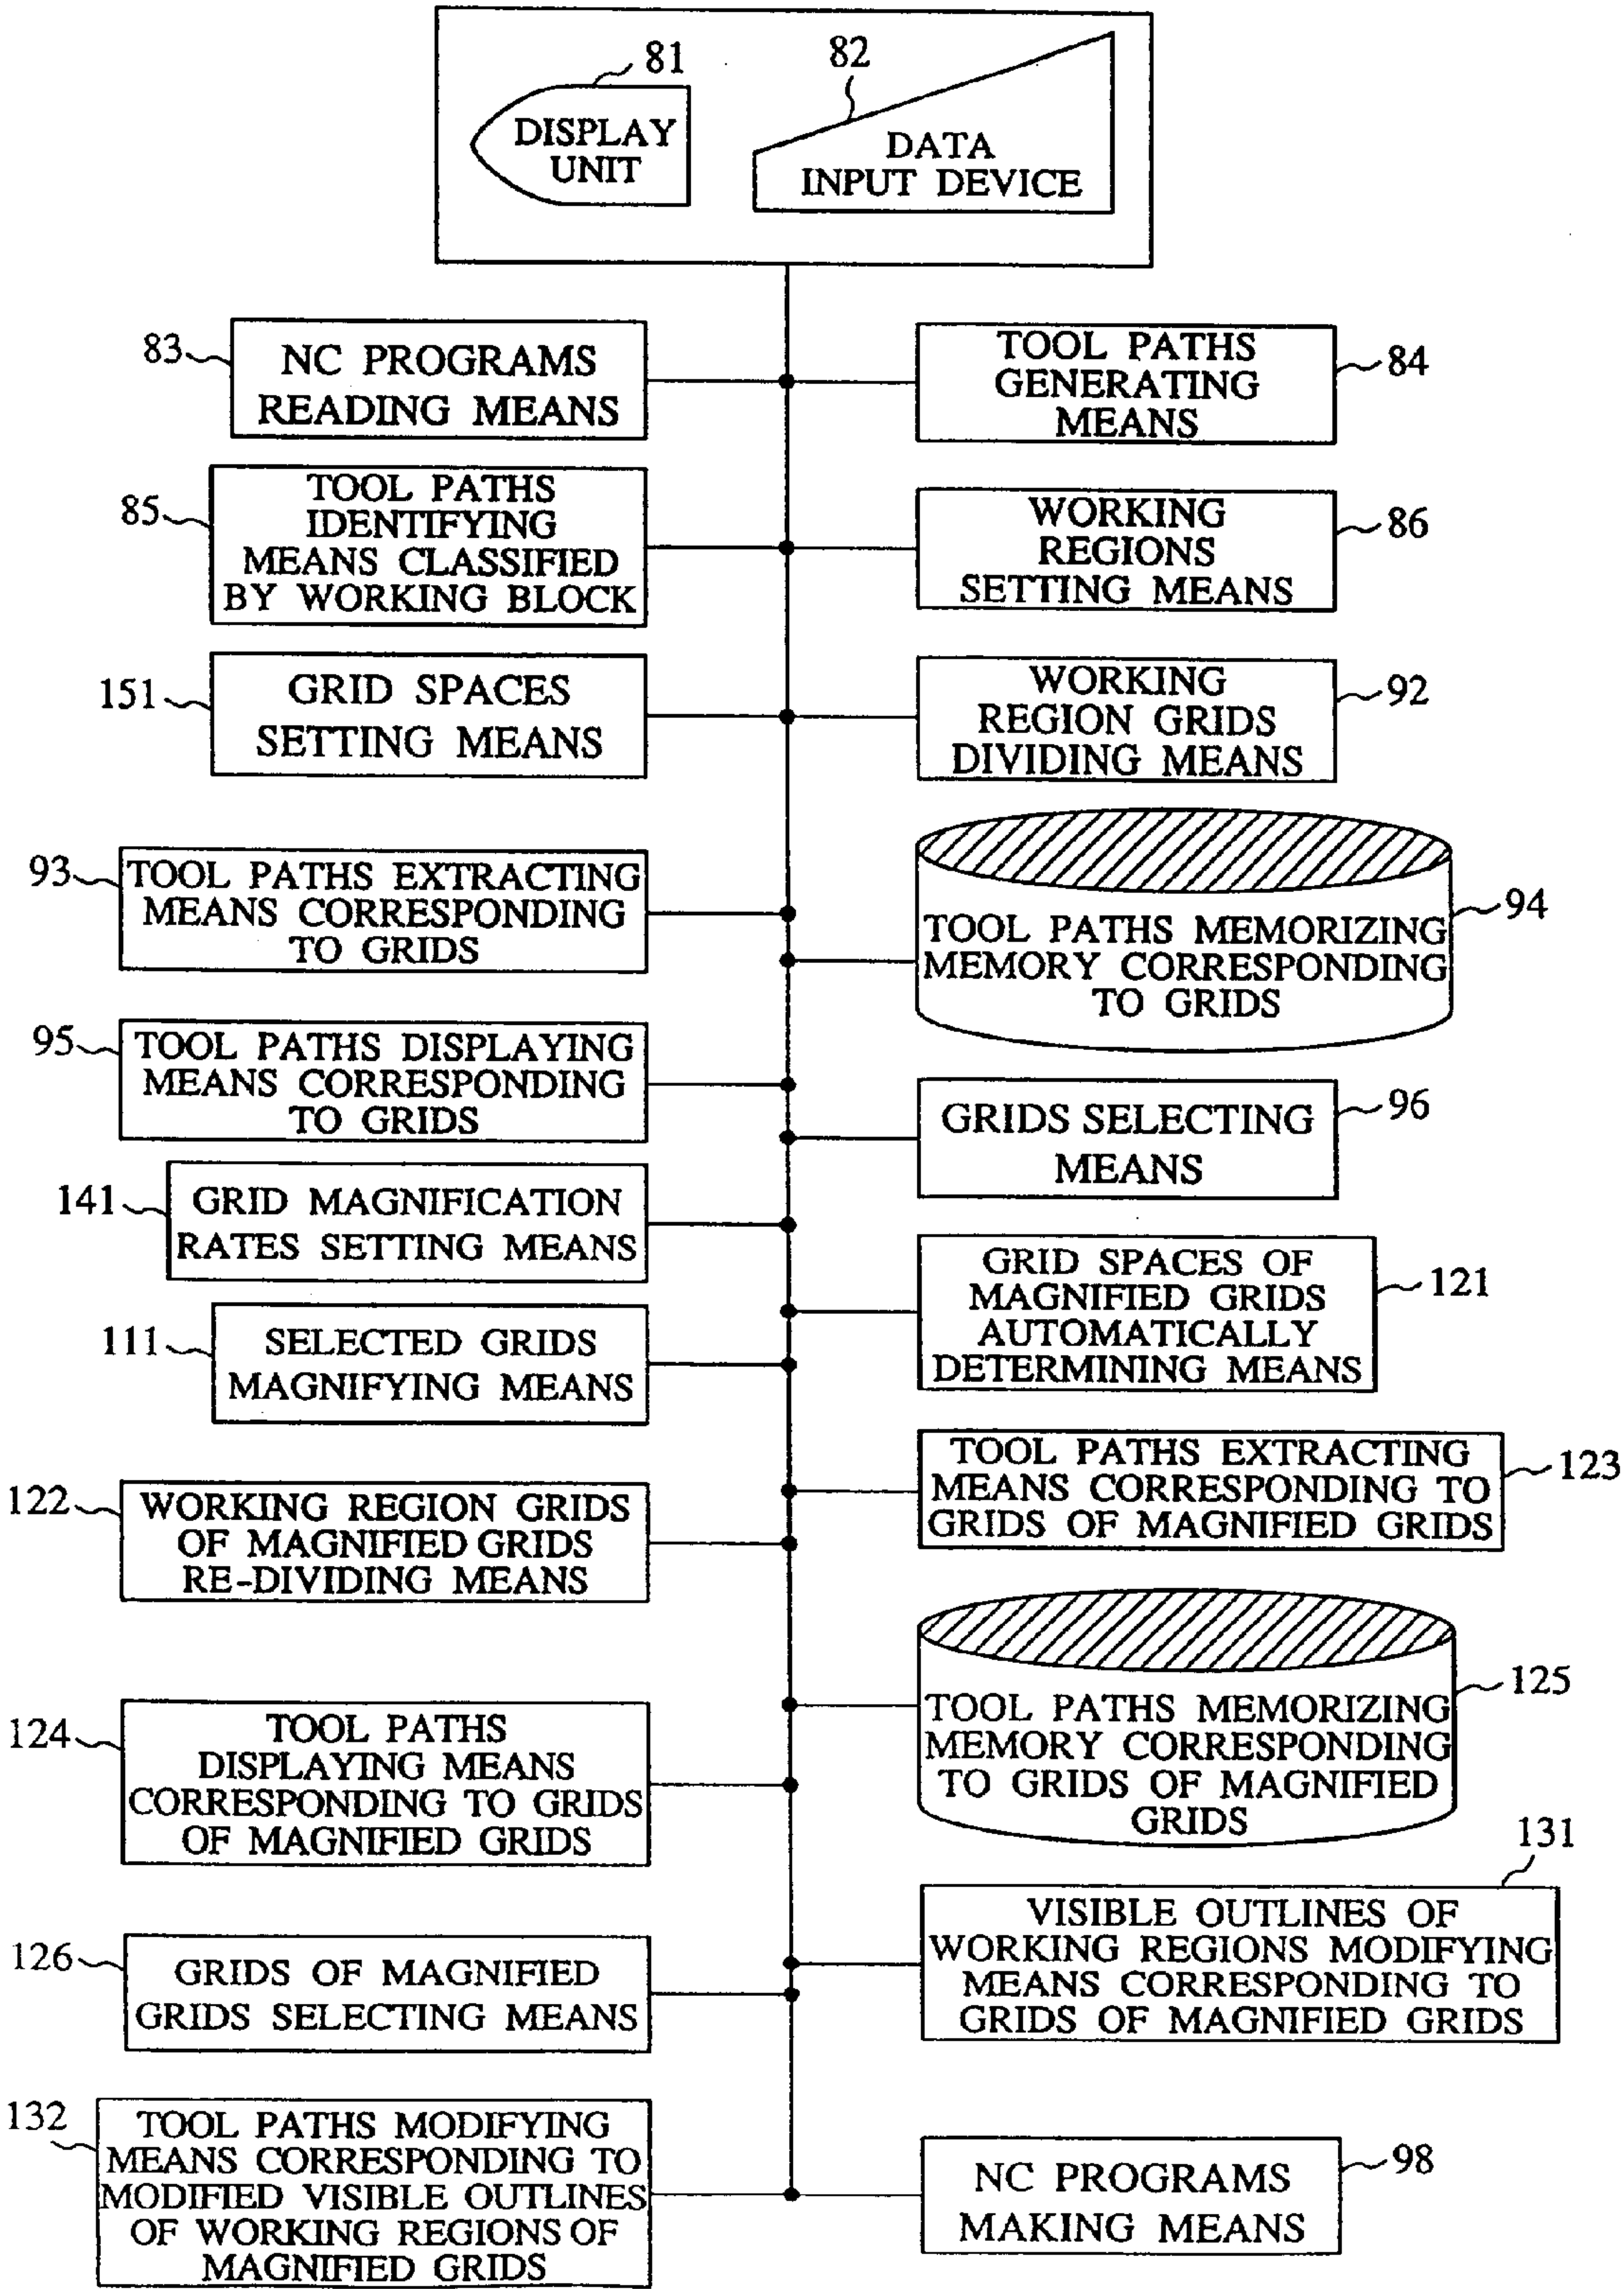 81
DISPLAY
UNIT
82
DATA
INPUT DEVICE
83
NC PROGRAMS
READING MEANS
TOOL PATHS
GENERATING
MEANS
84
85
TOOL PATHS
IDENTIFYING
MEANS CLASSIFIED
BY WORKING BLOCK
WORKING
REGIONS
SETTING MEANS
86
151
GRID SPACES
SETTING MEANS
WORKING
REGION GRIDS
DIVIDING MEANS
92
93
TOOL PATHS EXTRACTING
MEANS CORRESPONDING
TO GRIDS
TOOL PATHS MEMORIZING
MEMORY CORRESPONDING
TO GRIDS
94
95
TOOL PATHS DISPLAYING
MEANS CORRESPONDING
TO GRIDS
GRIDS SELECTING
MEANS
96
141
GRID MAGNIFICATION
RATES SETTING MEANS
GRID SPACES OF
MAGNIFIED GRIDS
AUTOMATICALLY
DETERMINING MEANS
121
111
SELECTED GRIDS
MAGNIFYING MEANS
TOOL PATHS EXTRACTING
MEANS CORRESPONDING TO
GRIDS OF MAGNIFIED GRIDS
123
122
WORKING REGION GRIDS
OF MAGNIFIED GRIDS
RE-DIVIDING MEANS
TOOL PATHS MEMORIZING
MEMORY CORRESPONDING
TO GRIDS OF MAGNIFIED
GRIDS
125
124
TOOL PATHS
DISPLAYING MEANS
CORRESPONDING TO GRIDS
OF MAGNIFIED GRIDS
131
VISIBLE OUTLINES OF
WORKING REGIONS MODIFYING
MEANS CORRESPONDING TO
GRIDS OF MAGNIFIED GRIDS
126
GRIDS OF MAGNIFIED
GRIDS SELECTING MEANS
132
TOOL PATHS MODIFYING
MEANS CORRESPONDING TO
MODIFIED VISIBLE OUTLINES
OF WORKING REGIONS OF
MAGNIFIED GRIDS
NC PROGRAMS
MAKING MEANS
98